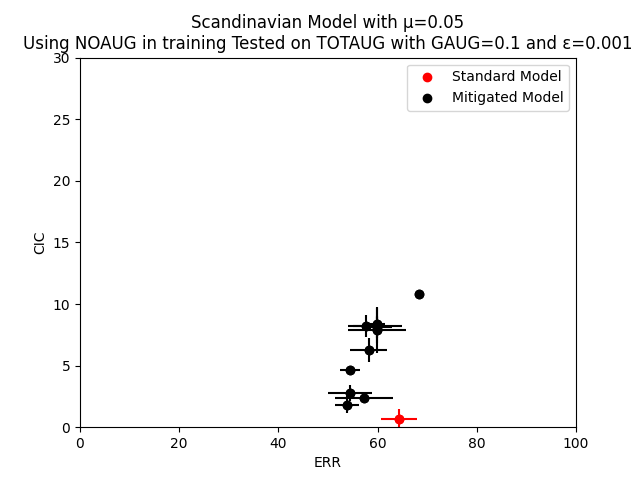 Scandinavian Model with μ=0.05
Using NOAUG in training Tested on TOTAUG with GAUG=0.1 and ε=0.001
30
Standard Model
Mitigated Model
25
20
15
CIC
10
5
0
0 20 40 60 80 100
ERR